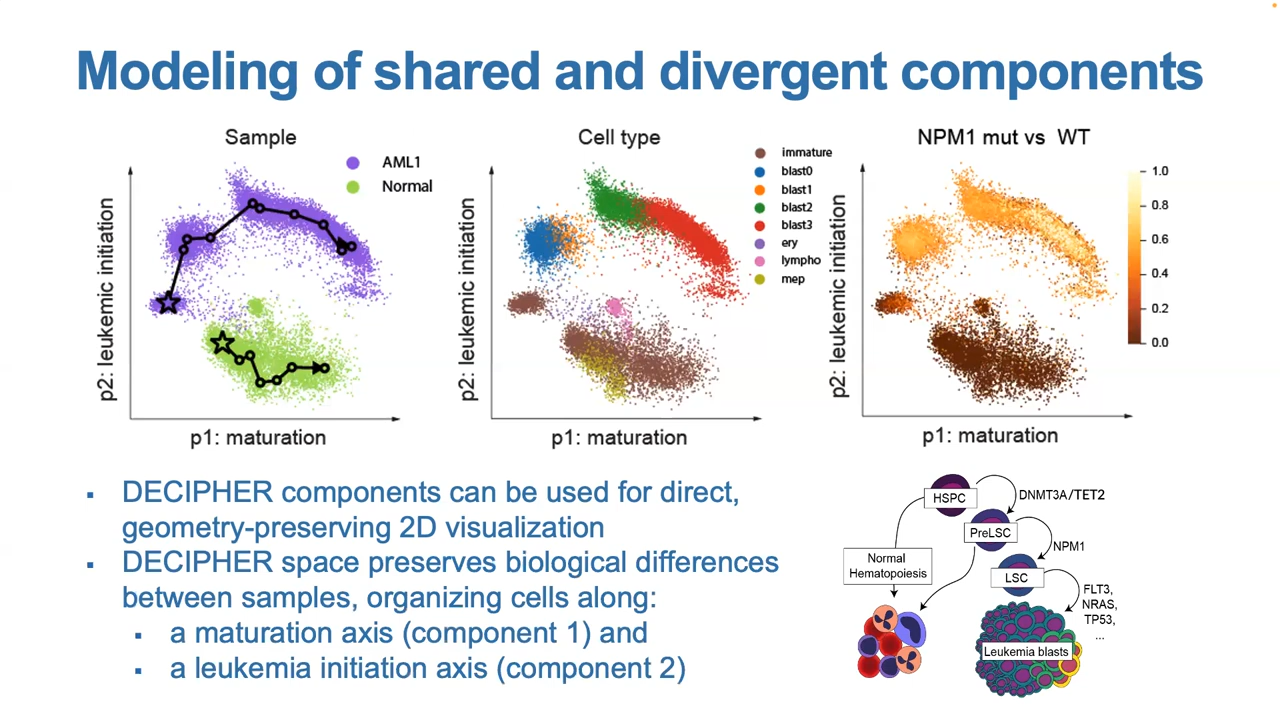 Modeling of shared and divergent components
Sample
AML1
Normal
p2: leukemic initiation
p1: maturation
Cell type
immature
blast0
blast1
blast2
blast3
ery
lympho
mep
p2: leukemic initiation
p1: maturation
NPM1 mut vs WT
1.0
0.8
0.6
0.4
0.2
0.0
p2: leukemic initiation
p1: maturation
▪ DECIPHER components can be used for direct,
geometry-preserving 2D visualization
▪ DECIPHER space preserves biological differences
between samples, organizing cells along:
▪ a maturation axis (component 1) and
▪ a leukemia initiation axis (component 2)
HSPC
DNMT3A/TET2
PreLSC
NPM1
Normal
Hematopoiesis
LSC
FLT3,
NRAS,
TP53,
...
Leukemia blasts